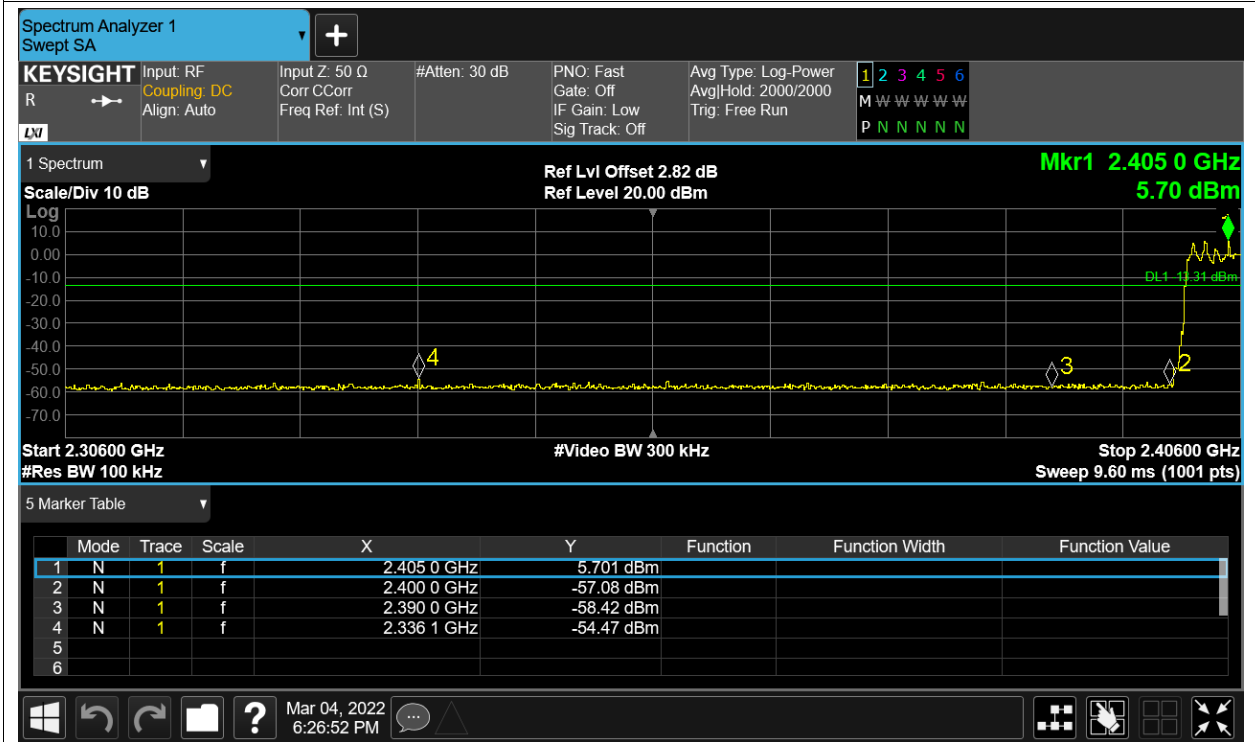 Spectrum Analyzer 1
Swept SA
KEYSIGHT Input: RF Input Z: 50 Ω #Atten: 30 dB PNO: Fast Avg Type: Log-Power 1 2 3 4 5 6
R Coupling: DC Corr CCorr Gate: Off Avg|Hold: 2000/2000 M W W W W W
Align: Auto Freq Ref: Int (S) IF Gain: Low Trig: Free Run
LXI Sig Track: Off P N N N N N
1 Spectrum Ref Lvl Offset 2.82 dB Mkr1 2.405 0 GHz
Scale/Div 10 dB Ref Level 20.00 dBm 5.70 dBm
Log
10.0
0.00
-10.0
DL1 -13.31 dBm
-20.0
-30.0
-40.0
4
3
2
-50.0
-60.0
-70.0
Start 2.30600 GHz #Video BW 300 kHz Stop 2.40600 GHz
#Res BW 100 kHz Sweep 9.60 ms (1001 pts)
5 Marker Table
Mode Trace Scale X Y Function Function Width Function Value
1 N 1 f 2.405 0 GHz 5.701 dBm
2 N 1 f 2.400 0 GHz -57.08 dBm
3 N 1 f 2.390 0 GHz -58.42 dBm
4 N 1 f 2.336 1 GHz -54.47 dBm
5
6
? Mar 04, 2022
6:26:52 PM